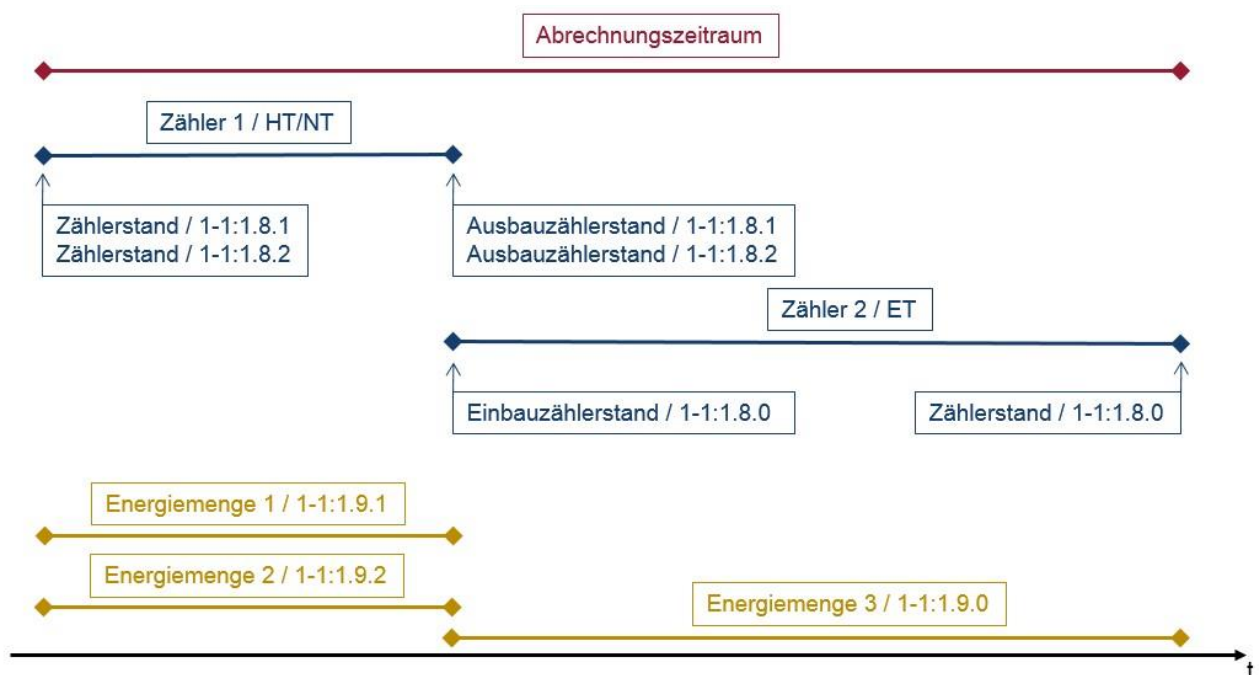 Abrechnungszeitraum
Zähler 1 / HT/NT
Zählerstand / 1-1:1.8.1
Zählerstand / 1-1:1.8.2
Ausbauzählerstand / 1-1:1.8.1
Ausbauzählerstand / 1-1:1.8.2
Zähler 2 / ET
Einbauzählerstand / 1-1:1.8.0
Zählerstand / 1-1:1.8.0
Energiemenge 1 / 1-1:1.9.1
Energiemenge 2 / 1-1:1.9.2
Energiemenge 3 / 1-1:1.9.0
t